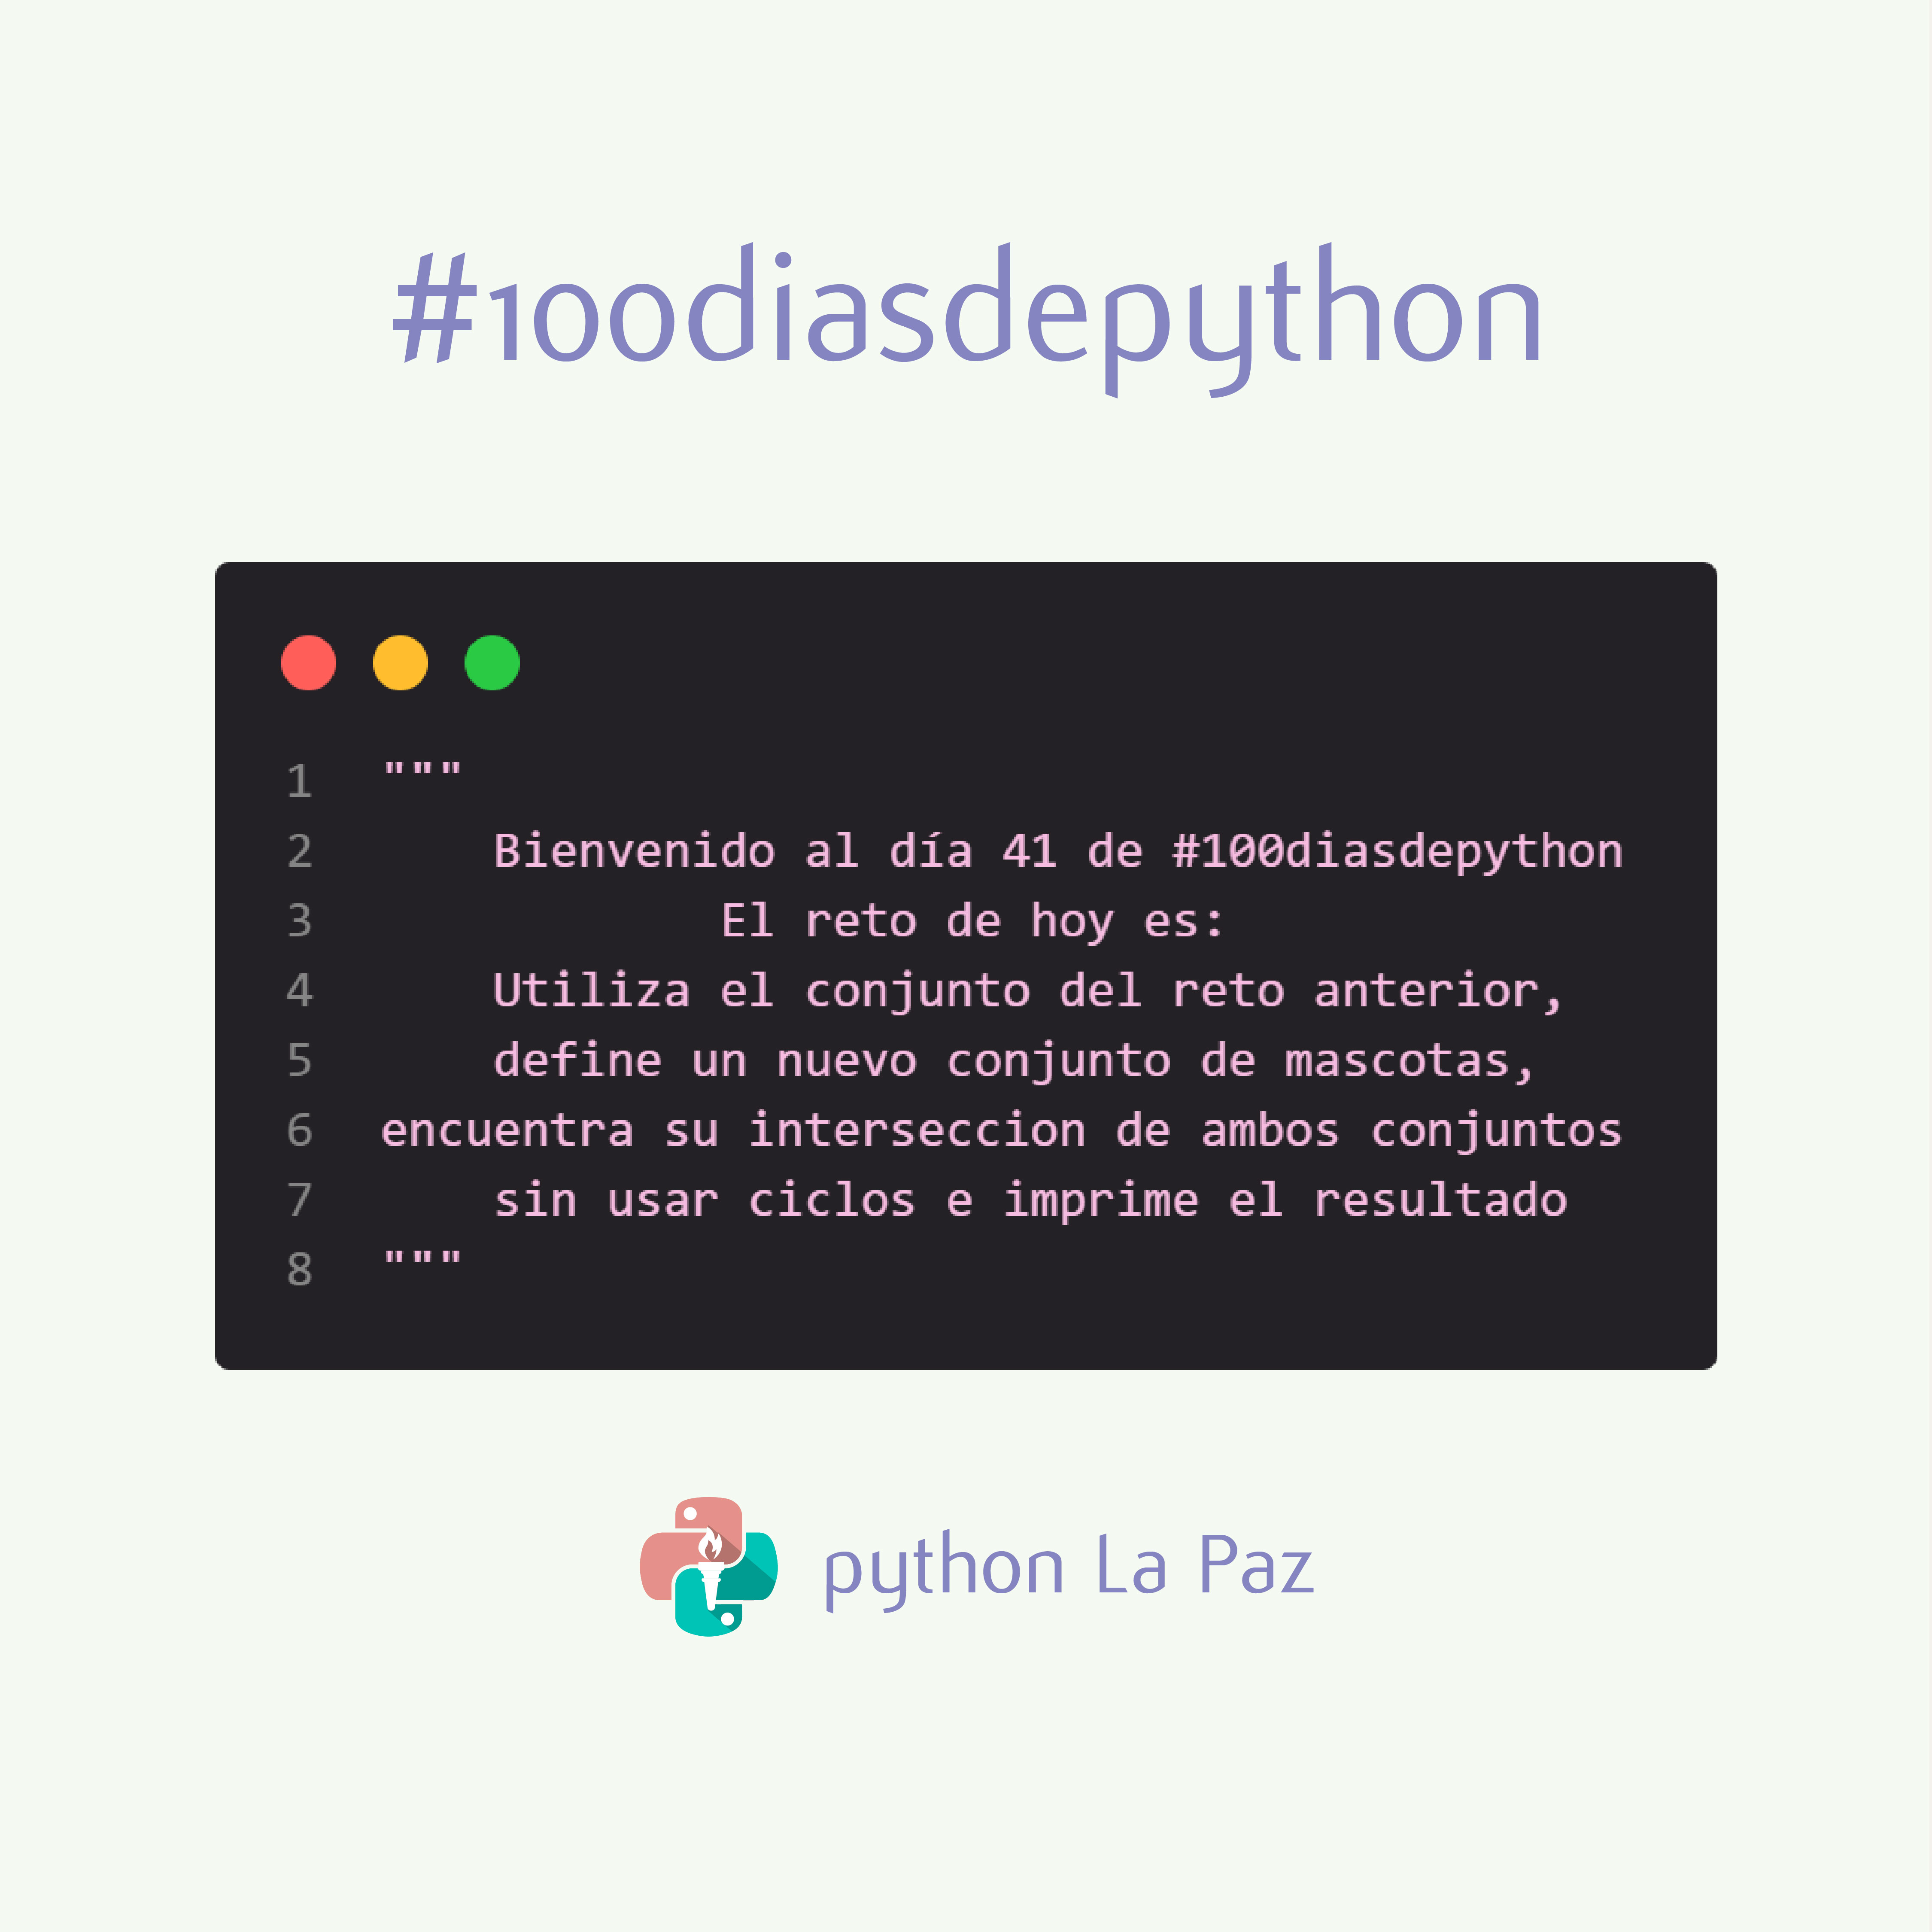 #100diasdepython
1 """
2 Bienvenido al día 41 de #100diasdepython
3 El reto de hoy es:
4 Utiliza el conjunto del reto anterior,
5 define un nuevo conjunto de mascotas,
6 encuentra su interseccion de ambos conjuntos
7 sin usar ciclos e imprime el resultado
8 """
python La Paz